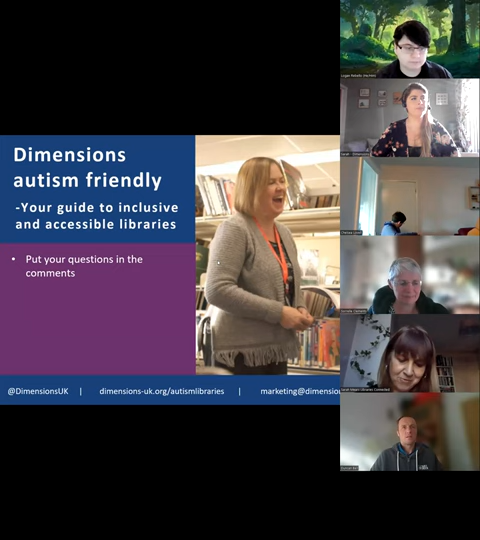 Dimensions
autism friendly
-Your guide to inclusive
and accessible libraries
• Put your questions in the
comments
@DimensionsUK | dimensions-uk.org/autismlibraries | marketing@dimensio